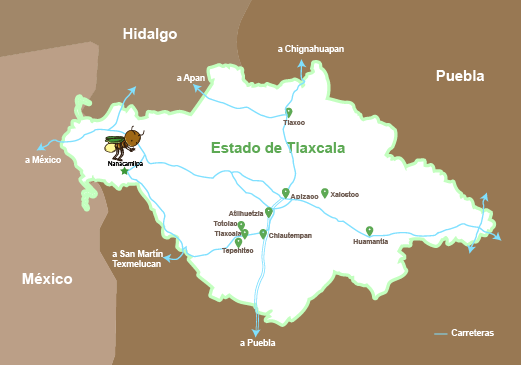 Hidalgo
a Chignahuapan
a Apan
Puebla
Tlaxco
Estado de Tlaxcala
a México
Nanacamilpa
Apizaco
Xaloztoc
Atlihuetzia
Totolac
Tlaxcala
Chiautempan
Huamantla
Tepehitec
a San Martín
Texmelucan
México
Carreteras
a Puebla